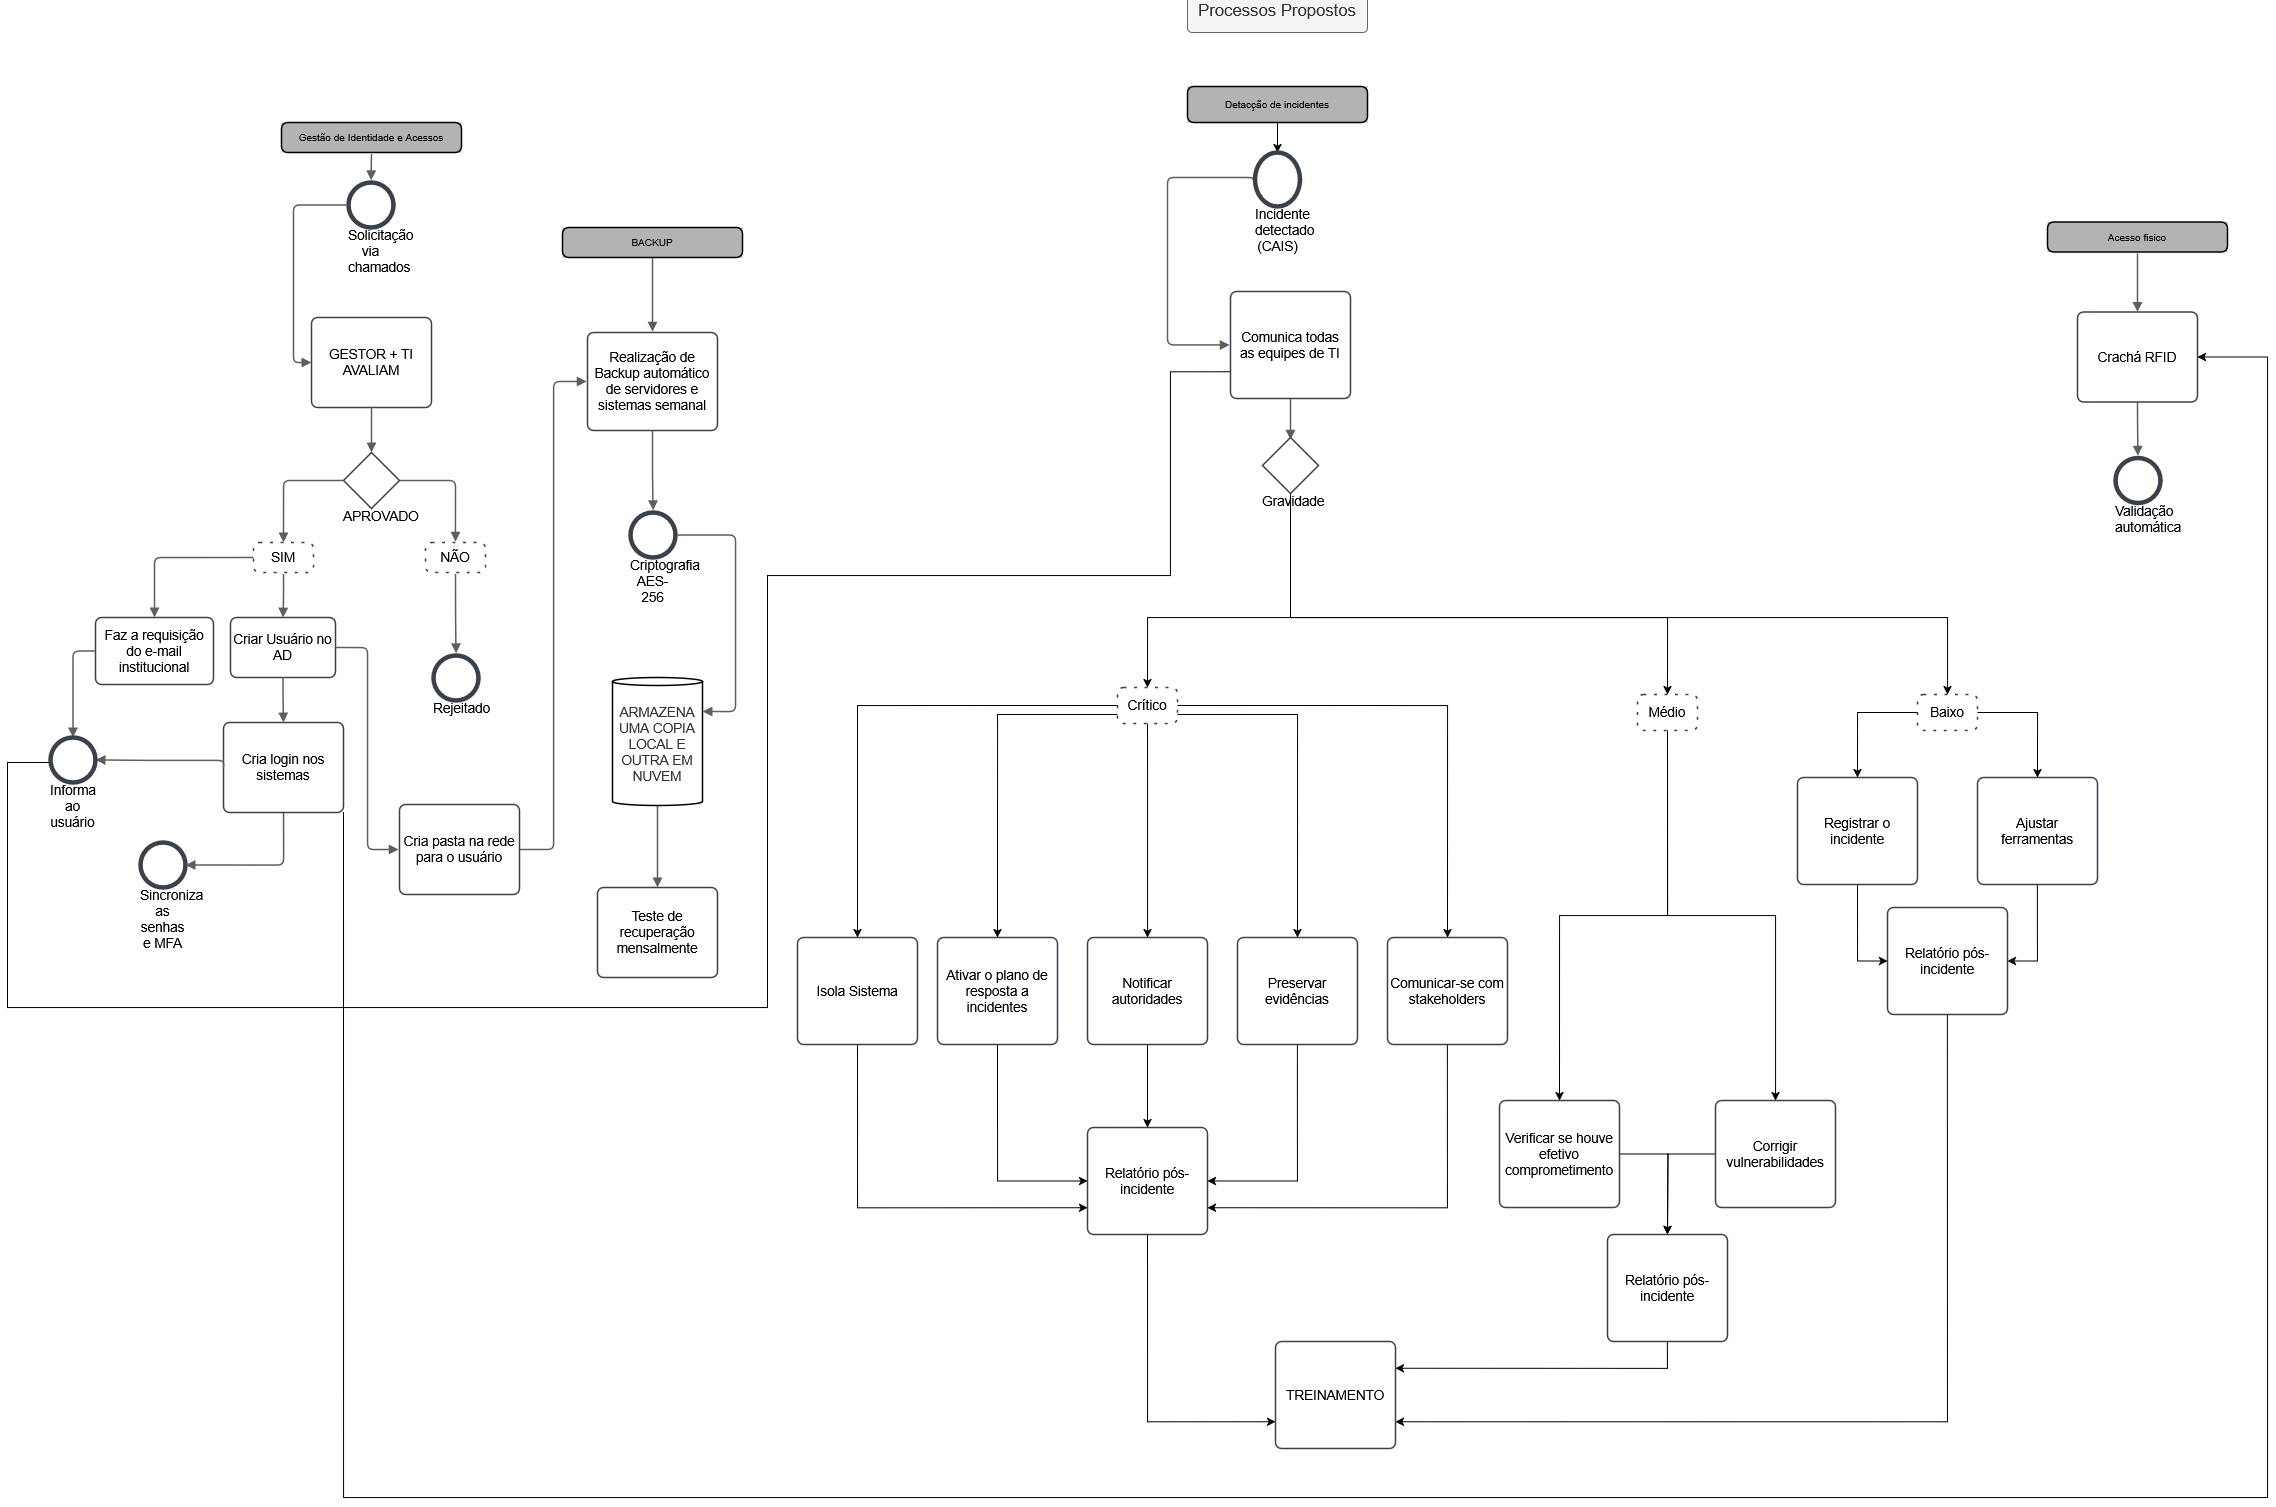 Processos Propostos
Detacção de incidentes
Gestão de Identidade e Acessos
Solicitação
via
chamados
BACKUP
Incidente
detectado
(CAIS)
Acesso fisico
GESTOR + TI
AVALIAM
Realização de
Backup automático
de servidores e
sistemas semanal
Comunica todas
as equipes de TI
Crachá RFID
APROVADO
Gravidade
Validação
automática
SIM
NÃO
Criptografia
AES-
256
Faz a requisição
do e-mail
institucional
Criar Usuário no
AD
Rejeitado
ARMAZENA
UMA COPIA
LOCAL E
OUTRA EM
NUVEM
Crítico
Médio
Baixo
Informa
ao
usuário
Cria login nos
sistemas
Cria pasta na rede
para o usuário
Registrar o
incidente
Ajustar
ferramentas
Sincroniza
as
senhas
e MFA
Teste de
recuperação
mensalmente
Isola Sistema
Ativar o plano de
resposta a
incidentes
Notificar
autoridades
Preservar
evidências
Comunicar-se com
stakeholders
Relatório pós-
incidente
Relatório pós-
incidente
Verificar se houve
efetivo
comprometimento
Corrigir
vulnerabilidades
Relatório pós-
incidente
TREINAMENTO